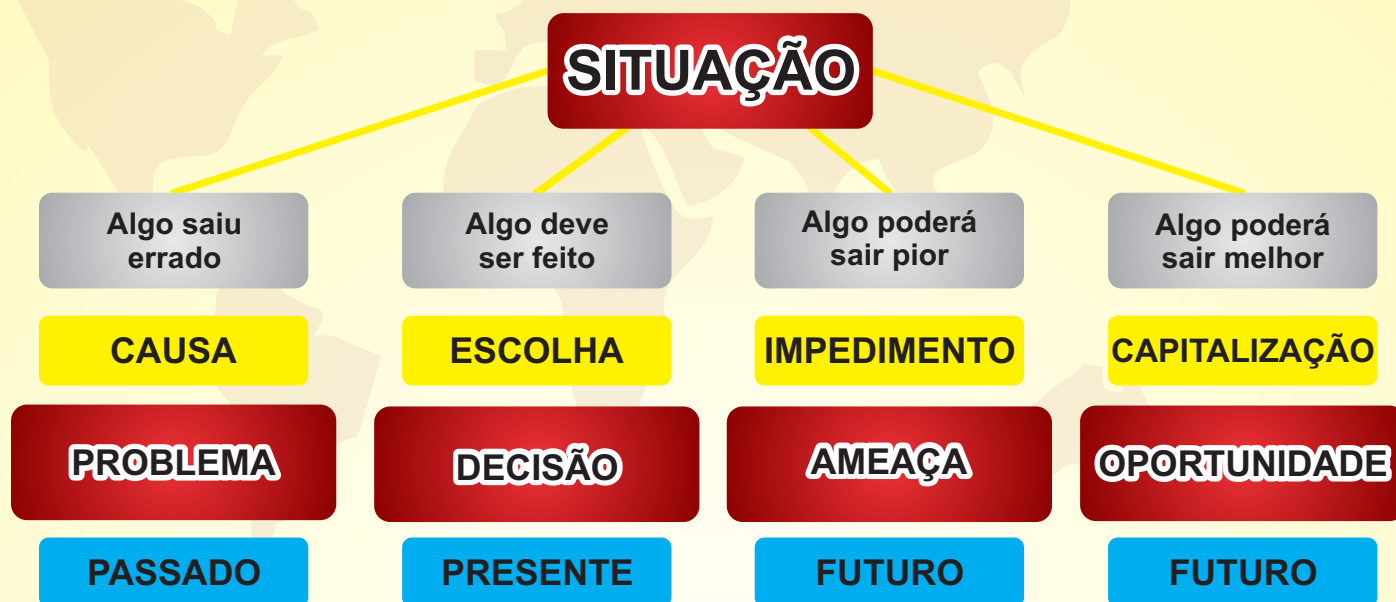 SITUAÇÃO
Algo saiu
errado
Algo deve
ser feito
Algo poderá
sair pior
Algo poderá
sair melhor
CAUSA
ESCOLHA
IMPEDIMENTO
CAPITALIZAÇÃO
PROBLEMA
DECISÃO
AMEAÇA
OPORTUNIDADE
PASSADO
PRESENTE
FUTURO
FUTURO